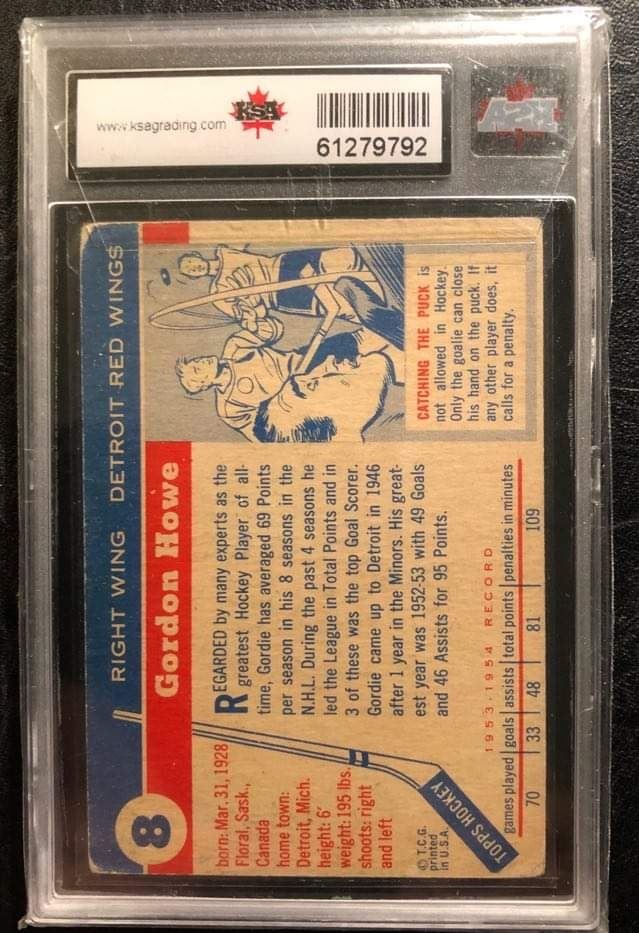 www.ksagrading.com
KSA
61279792
KSA
8
RIGHT WING DETROIT RED WINGS
Gordon Howe
born: Mar. 31, 1928
Floral, Sask.,
Canada
home town:
Detroit, Mich.
height: 6'
weight: 195 lbs.
shoots: right
and left
© T.C.G.
printed
in U.S.A.
TOPPS HOCKEY
REGARDED by many experts as the
greatest Hockey Player of all-
time, Gordie has averaged 69 Points
per season in his 8 seasons in the
N.H.L. During the past 4 seasons he
led the League in Total Points and in
3 of these was the top Goal Scorer.
Gordie came up to Detroit in 1946
after 1 year in the Minors. His great-
est year was 1952-53 with 49 Goals
and 46 Assists for 95 Points.
CATCHING THE PUCK is
not allowed in Hockey.
Only the goalie can close
his hand on the puck. If
any other player does, it
calls for a penalty.
1953-1954 RECORD
games played goals assists total points penalties in minutes
70 33 48 81 109